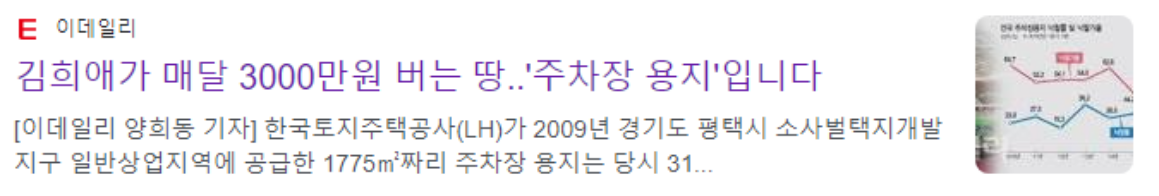 E 이데일리
김희애가 매달 3000만원 버는 땅..'주차장 용지'입니다
[이데일리 양희동 기자] 한국토지주택공사(LH)가 2009년 경기도 평택시 소사벌택지개발
지구 일반상업지역에 공급한 1775㎡짜리 주차장 용지는 당시 31...